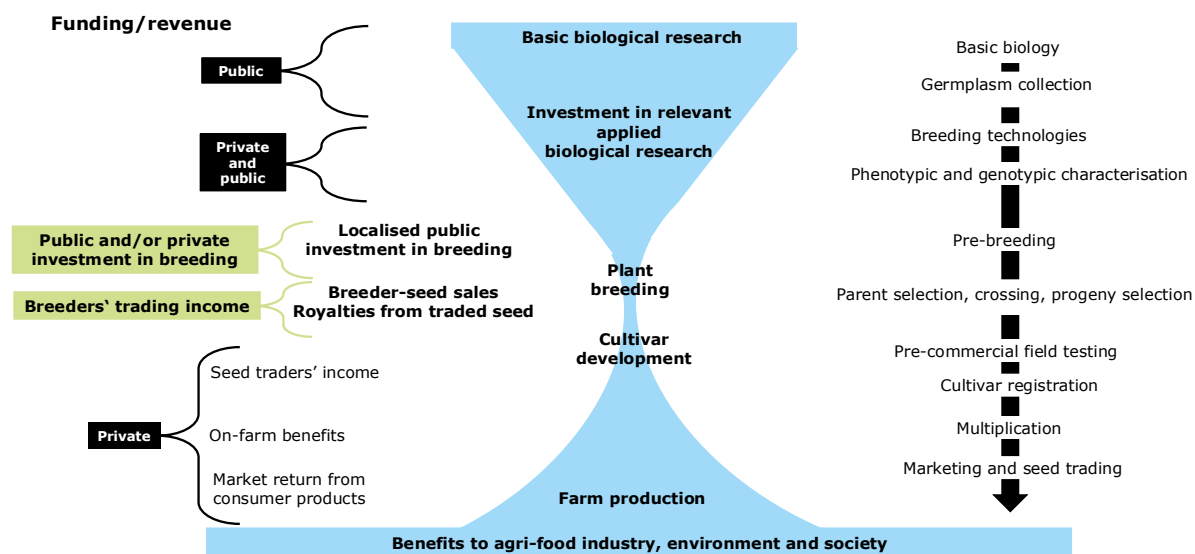 Funding/revenue
Public
Private
and
public
Public and/or private
investment in breeding
Localised public
investment in breeding
Breeders‘ trading income
Breeder-seed sales
Royalties from traded seed
Private
Seed traders’ income
On-farm benefits
Market return from
consumer products
Basic biological research
Investment in relevant
applied
biological research
Plant
breeding
Cultivar
development
Farm production
Benefits to agri-food industry, environment and society
Basic biology
Germplasm collection
Breeding technologies
Phenotypic and genotypic characterisation
Pre-breeding
Parent selection, crossing, progeny selection
Pre-commercial field testing
Cultivar registration
Multiplication
Marketing and seed trading